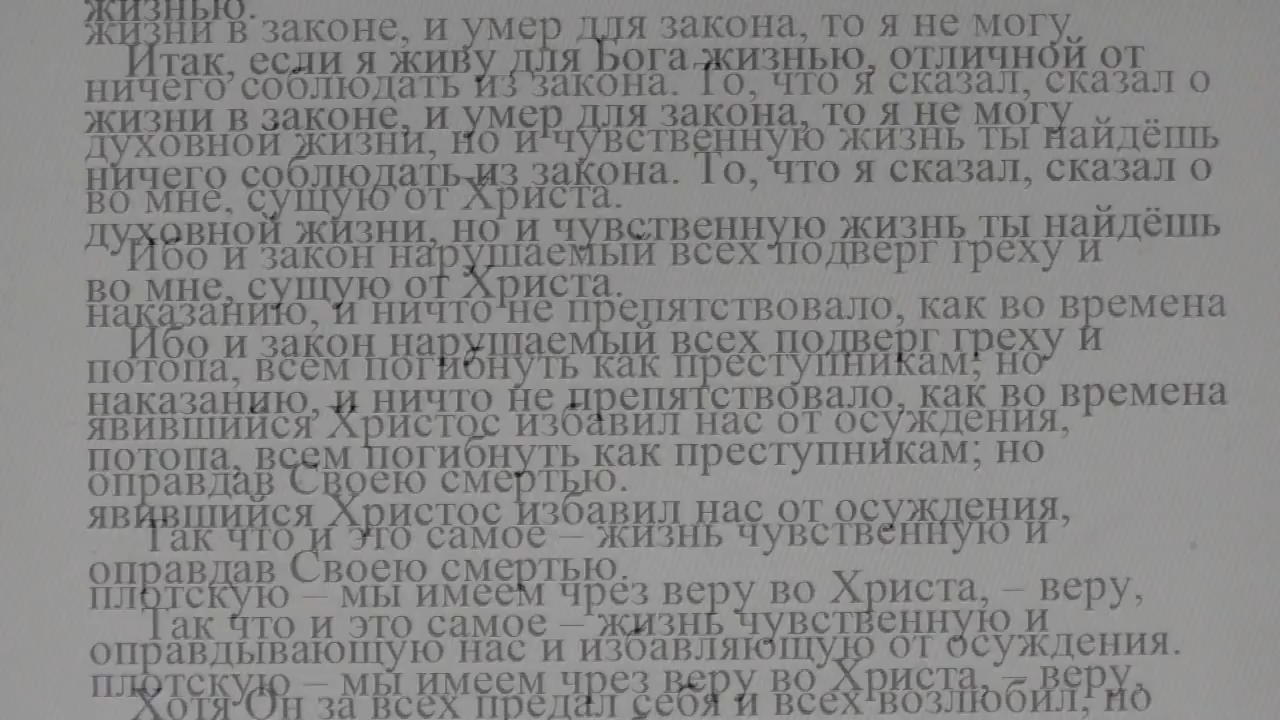 жизнью.
жизни в законе, и умер для закона, то я не могу
Итак, если я живу для Бога жизнью, отличной от
ничего соблюдать из закона. То, что я сказал, сказал о
жизни в законе, и умер для закона, то я не могу
духовной жизни, но и чувственную жизнь ты найдёшь
ничего соблюдать из закона. То, что я сказал, сказал о
во мне, сущую от Христа.
духовной жизни, но и чувственную жизнь ты найдёшь
Ибо и закон нарушаемый всех подверг греху и
во мне, сущую от Христа.
наказанию, и ничто не препятствовало, как во времена
Ибо и закон нарушаемый всех подверг греху и
потопа, всем погибнуть как преступникам; но
наказанию, и ничто не препятствовало, как во времена
явившийся Христос избавил нас от осуждения,
потопа, всем погибнуть как преступникам; но
оправдав Своею смертью.
явившийся Христос избавил нас от осуждения,
Так что и это самое – жизнь чувственную и
оправдав Своею смертью.
плотскую – мы имеем чрез веру во Христа, – веру,
Так что и это самое – жизнь чувственную и
оправдывающую нас и избавляющую от осуждения.
плотскую – мы имеем чрез веру во Христа, – веру,
Хотя Он за всех предал себя и всех возлюбил, но